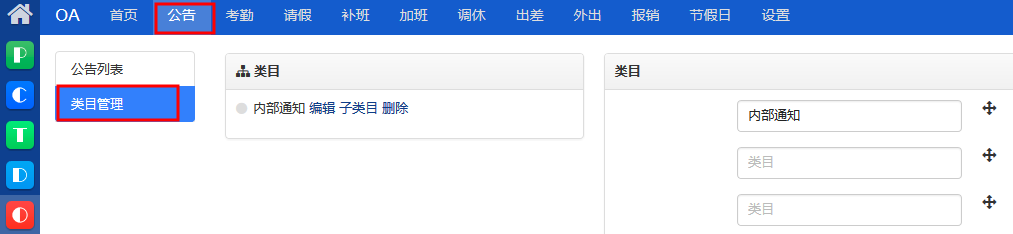 OA 首页 公告 考勤 请假 补班 加班 调休 出差 外出 报销 节假日 设置
公告列表
类目管理
类目
内部通知 编辑 子类目 删除
类目
内部通知
类目
类目